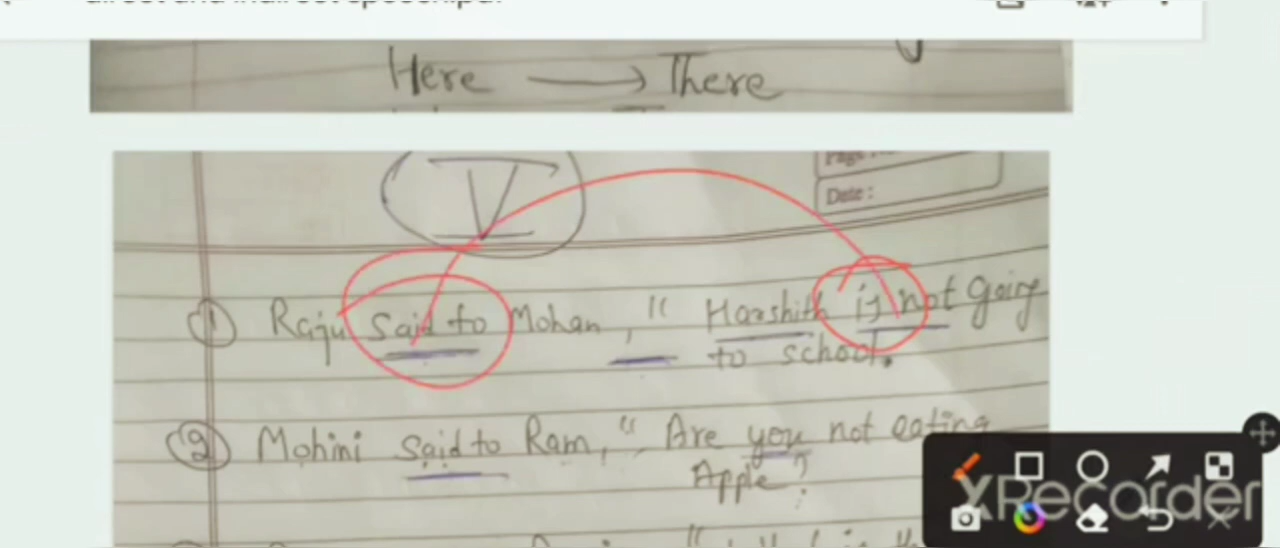 Here → There
V
Date :
① Raju said to Mohan, " Harshith is not going
to school.
② Mohini said to Ram, " Are you not eating
Apple?
XRecorder